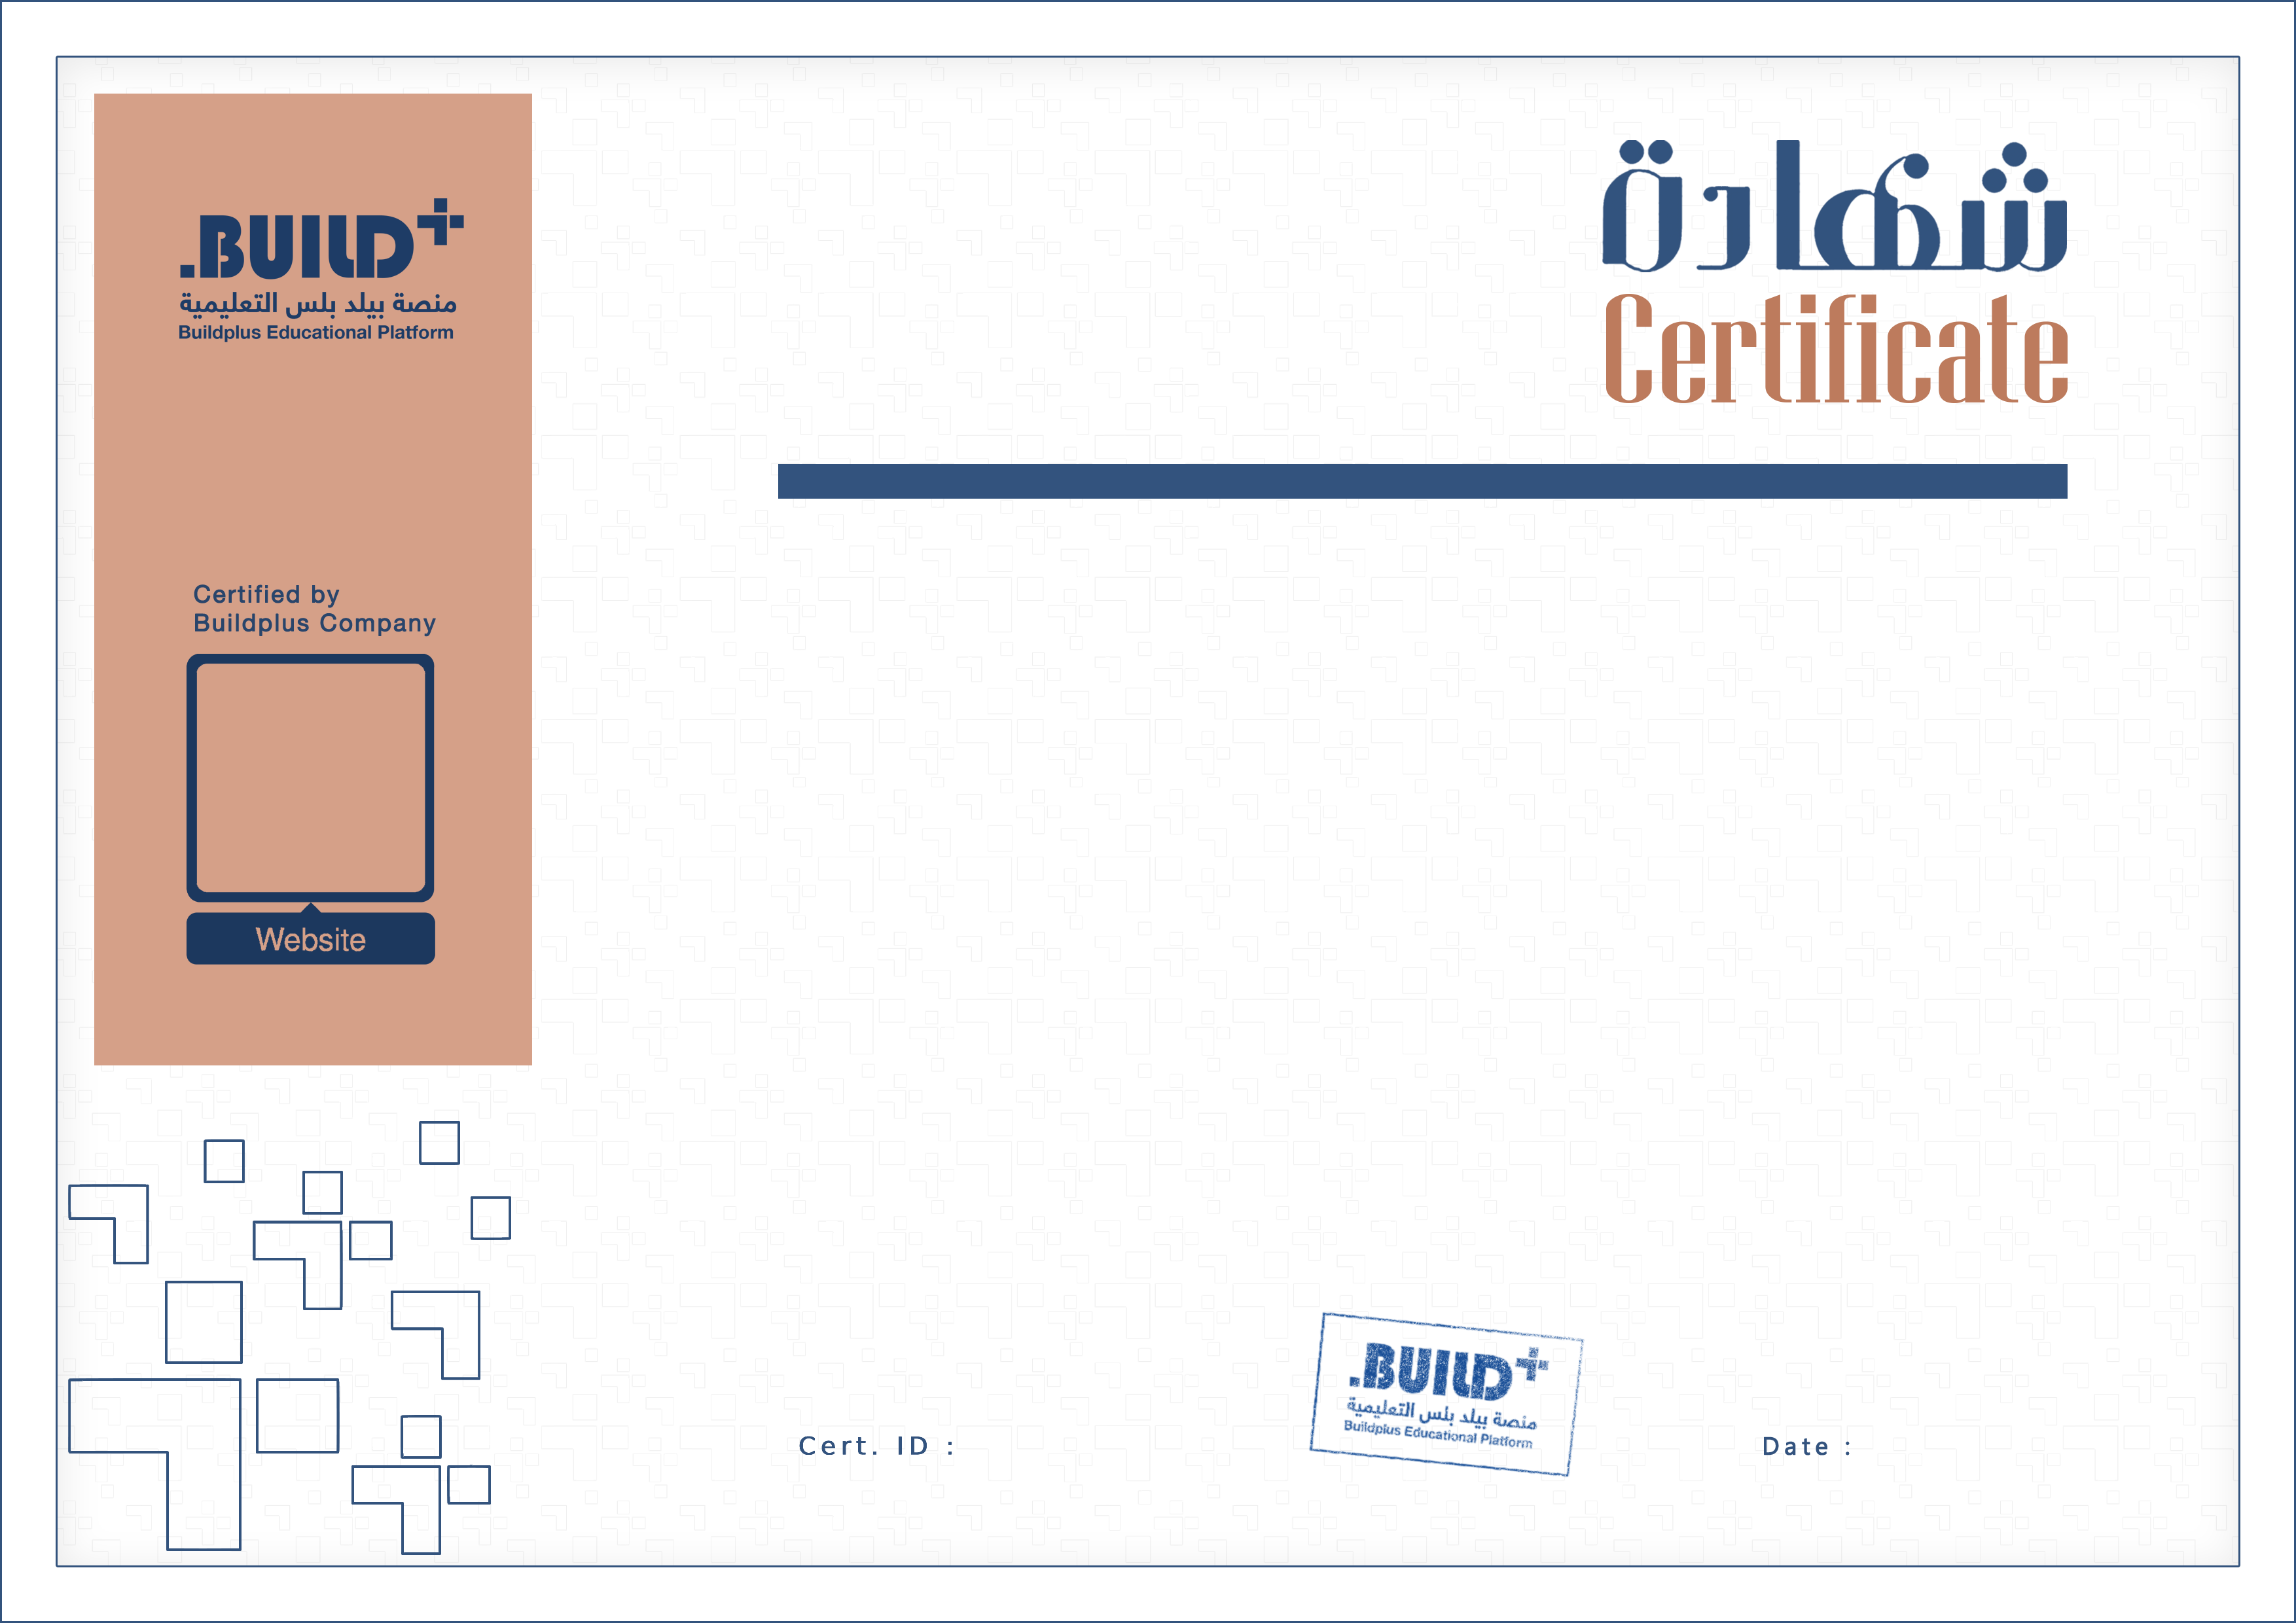 .BUILD+
منصة بيلد بلس التعليمية
Buildplus Educational Platform
شهادة
Certificate
Certified by
Buildplus Company
Website
.BUILD+
منصة بيلد بلس التعليمية
Buildplus Educational Platform
Cert. ID :
Date :